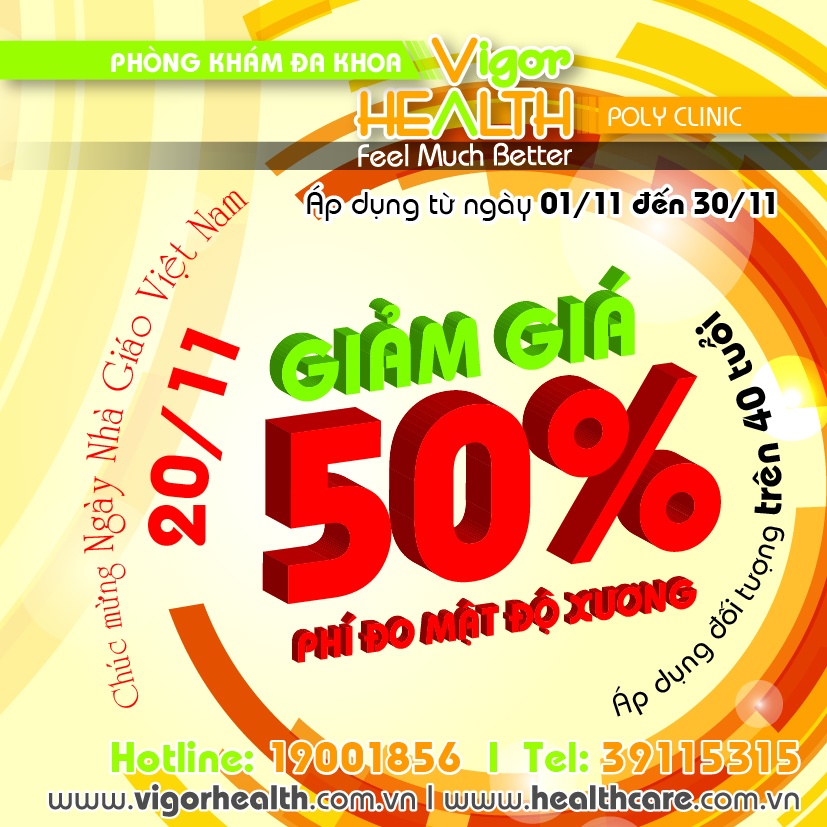 PHÒNG KHÁM ĐA KHOA
Vigor
HEALTH
POLY CLINIC
Feel Much Better
Áp dụng từ ngày 01/11 đến 30/11
Chúc mừng Ngày Nhà Giáo Việt Nam
20/11
GIẢM GIÁ
50%
PHÍ ĐO MẬT ĐỘ XƯƠNG
Áp dụng đối tượng trên 40 tuổi
Hotline: 19001856 | Tel: 39115315
www.vigorhealth.com.vn | www.healthcare.com.vn